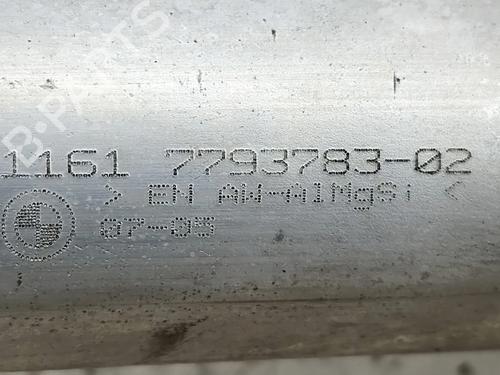 B-PARTS
1161 7793783-02
> EN AW-AlMgSi <
07-05